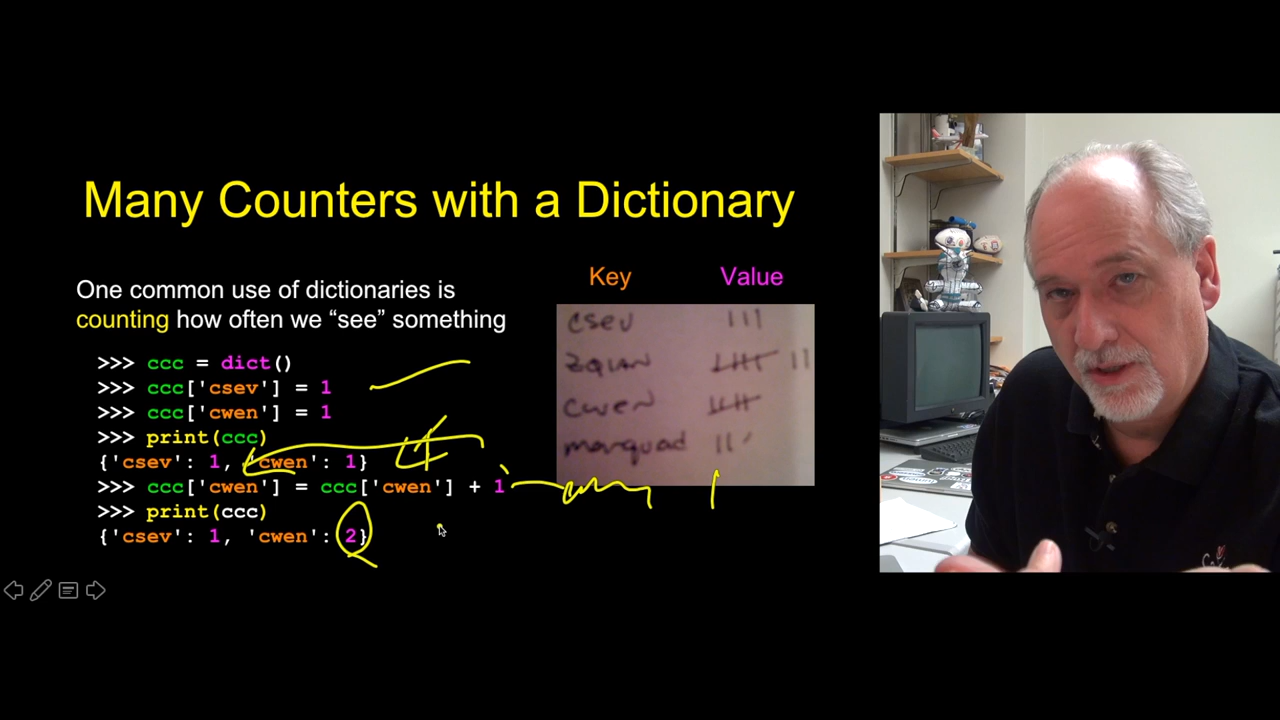 Many Counters with a Dictionary
One common use of dictionaries is
counting how often we “see” something
>>> ccc = dict()
>>> ccc['csev'] = 1
>>> ccc['cwen'] = 1
>>> print(ccc)
{'csev': 1, 'cwen': 1}
>>> ccc['cwen'] = ccc['cwen'] + 1
>>> print(ccc)
{'csev': 1, 'cwen': 2}
Key Value
csev
zqian
cwen
marquad